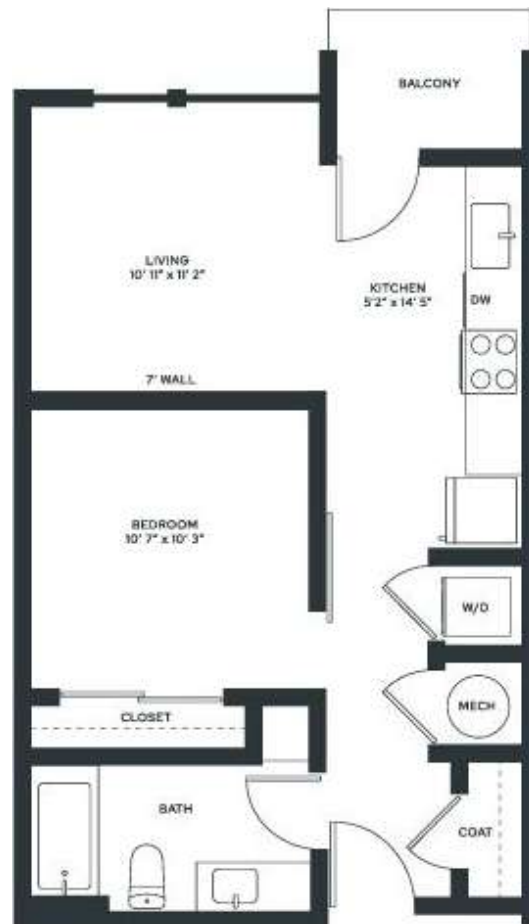 BALCONY
LIVING
10' 11" x 11' 2"
KITCHEN
5'2" x 14' 5"
DW
7' WALL
BEDROOM
10' 7" x 10' 3"
W/D
MECH
CLOSET
BATH
COAT